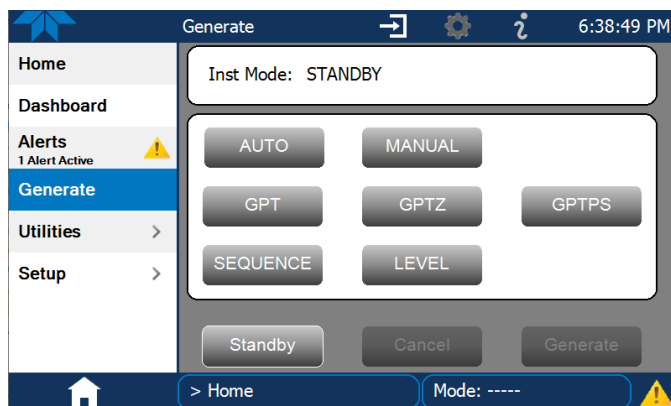 Generate 6:38:49 PM
Home
Dashboard
Alerts
1 Alert Active
Generate
Utilities >
Setup >
Inst Mode: STANDBY
AUTO MANUAL
GPT GPTZ GPTPS
SEQUENCE LEVEL
Standby Cancel Generate
> Home Mode: -----